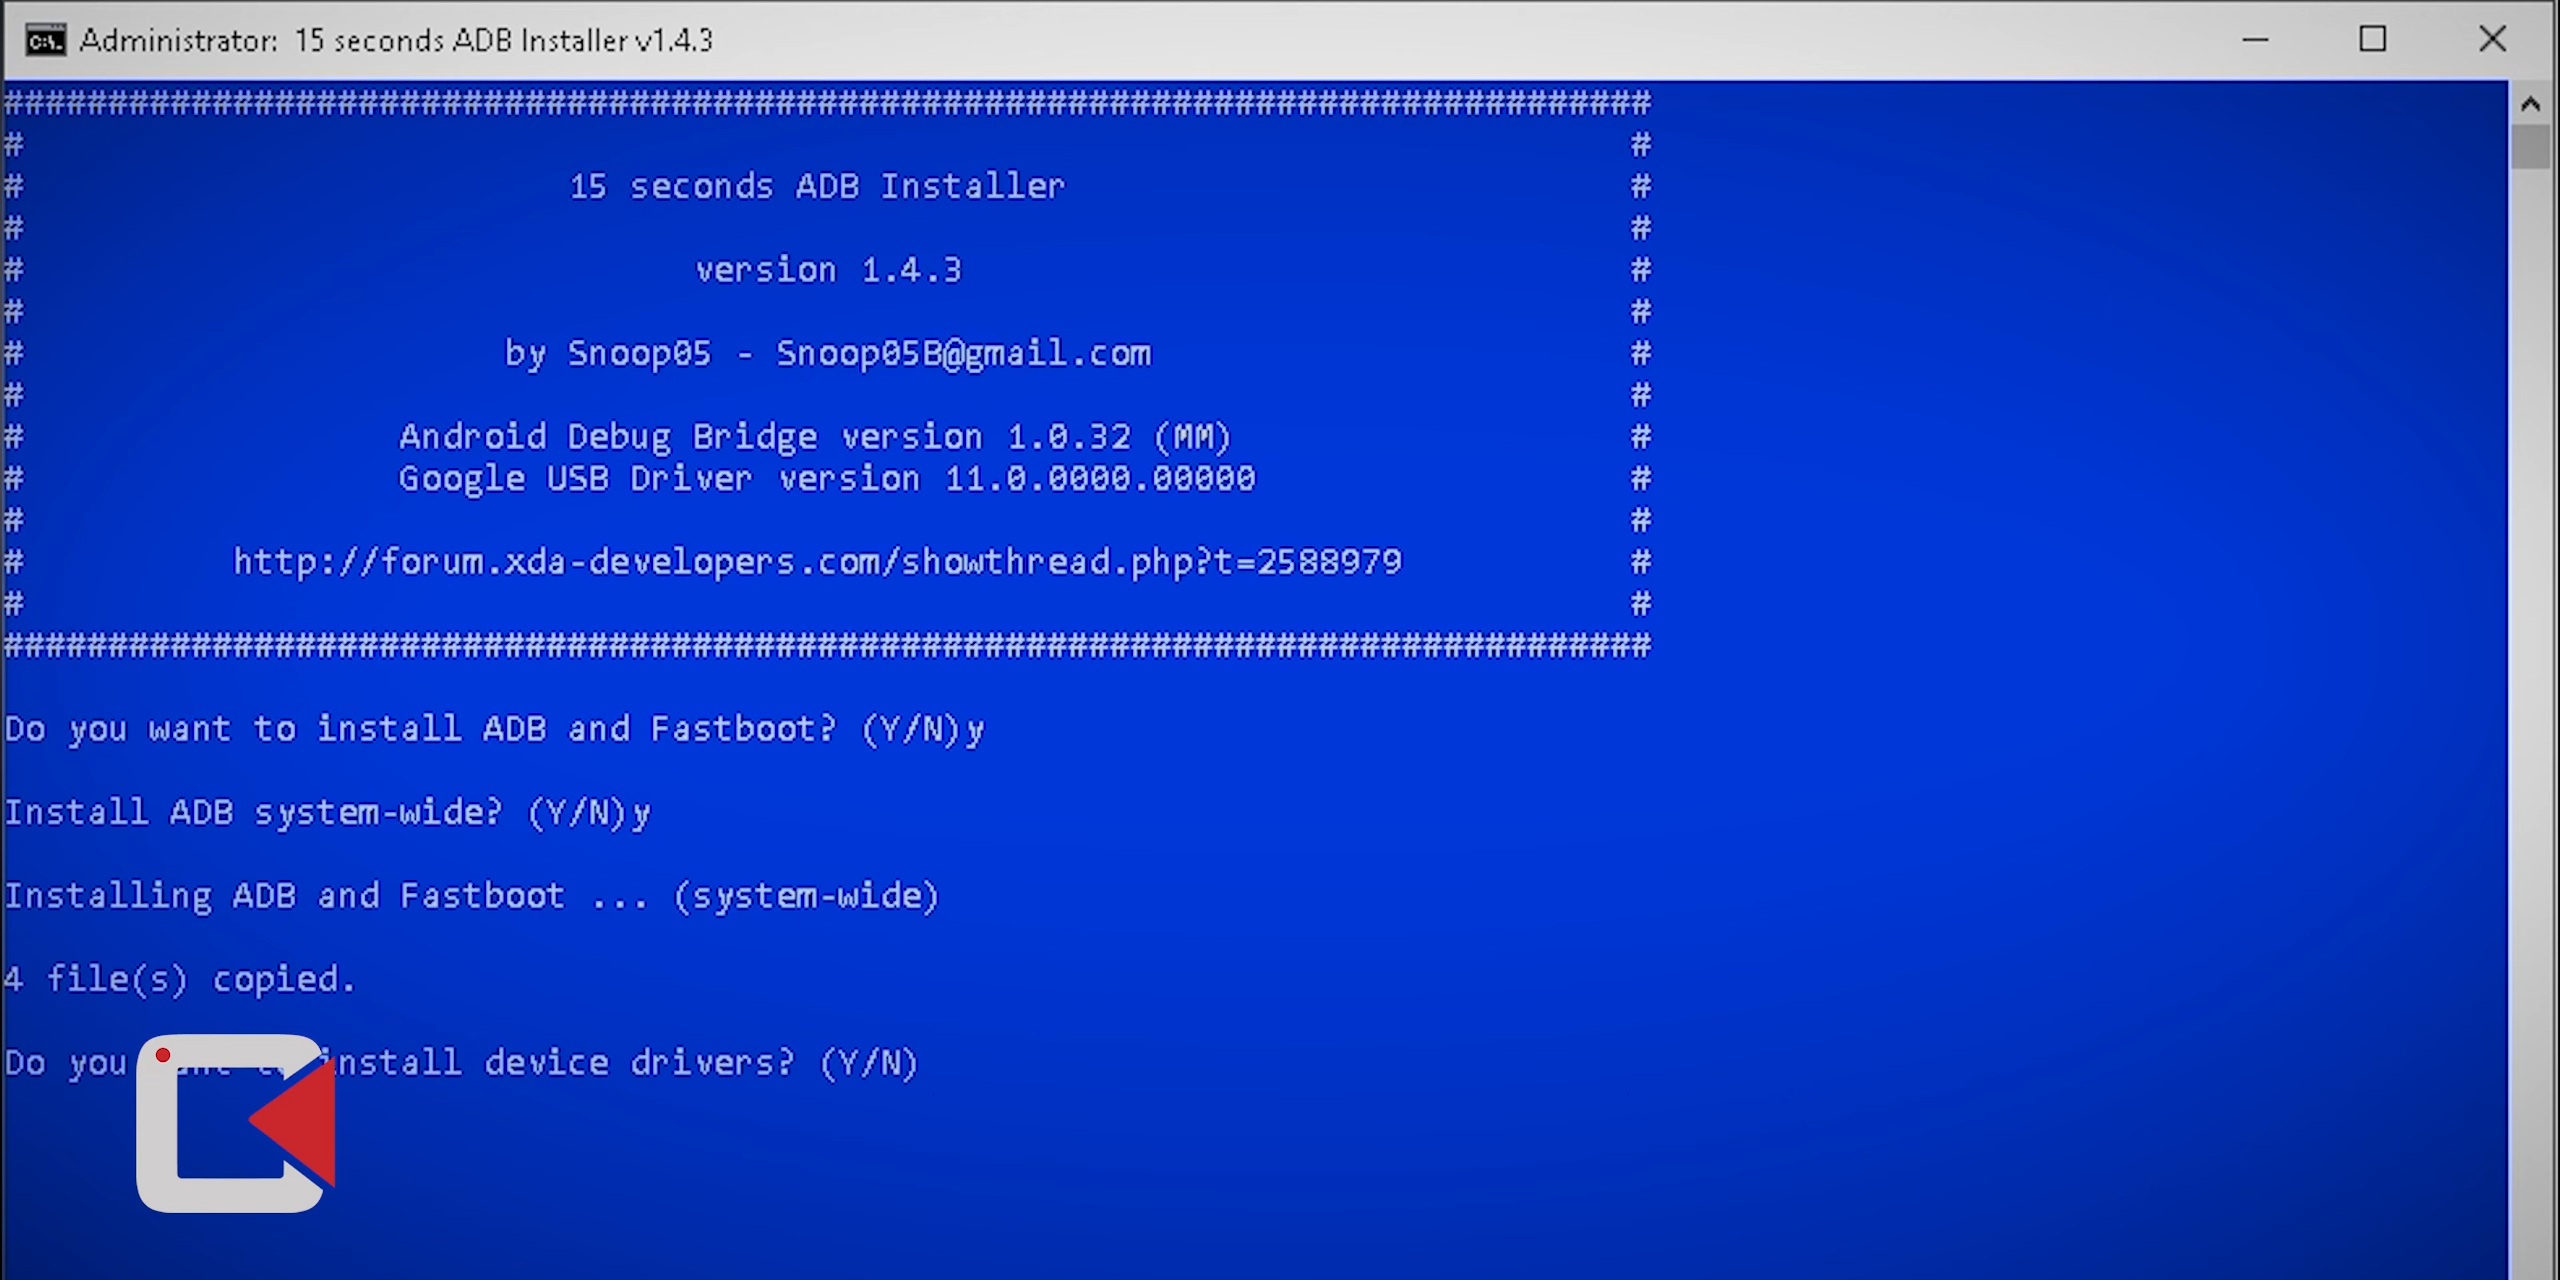 Administrator: 15 seconds ADB Installer v1.4.3
###############################################################################
# #
# 15 seconds ADB Installer #
# #
# version 1.4.3 #
# #
# by Snoop05 - Snoop05B@gmail.com #
# #
# Android Debug Bridge version 1.0.32 (MM) #
# Google USB Driver version 11.0.0000.00000 #
# #
# http://forum.xda-developers.com/showthread.php?t=2588979 #
# #
###############################################################################
Do you want to install ADB and Fastboot? (Y/N)y
Install ADB system-wide? (Y/N)y
Installing ADB and Fastboot ... (system-wide)
4 file(s) copied.
Do you want to install device drivers? (Y/N)